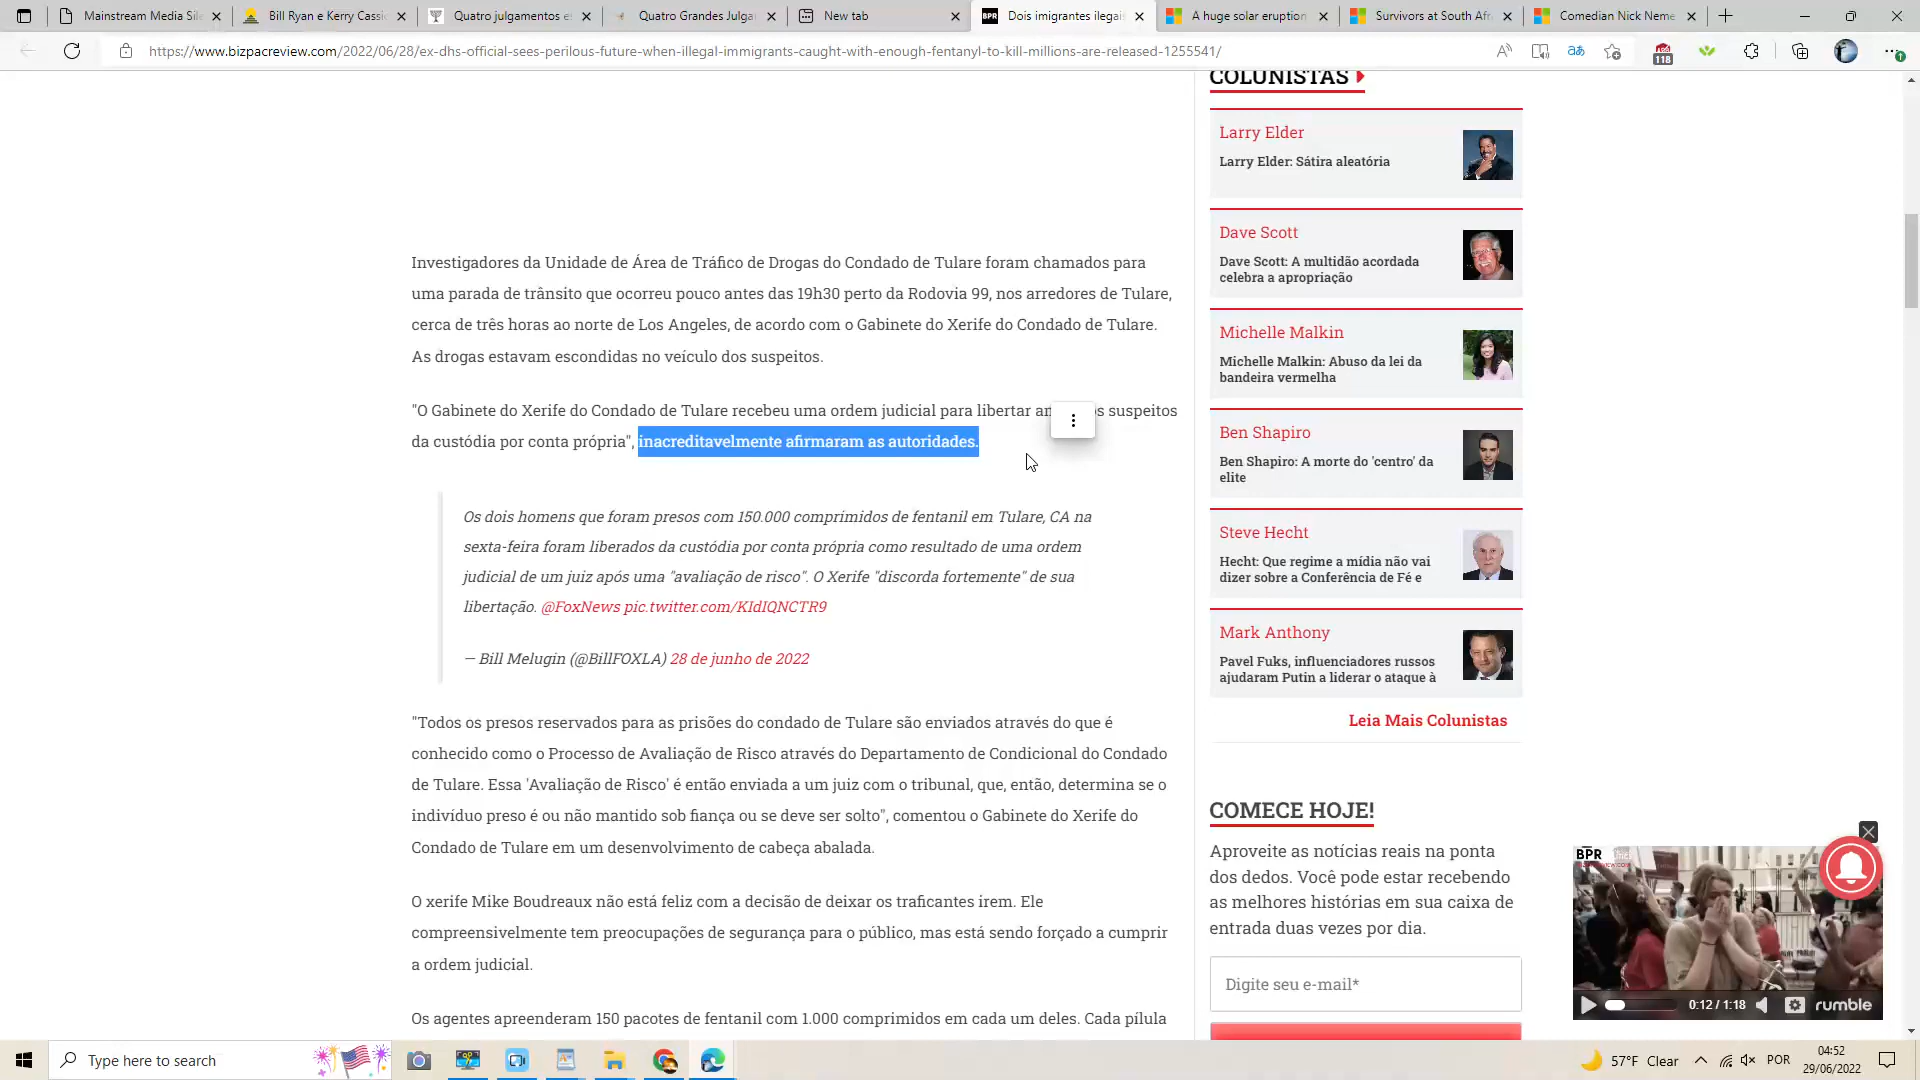 Mainstream Media Sile
Bill Ryan e Kerry Cassi
Quatro julgamentos e
Quatro Grandes Julga
New tab
BPR Dois imigrantes ilegais
A huge solar eruption
Survivors at South Afr
Comedian Nick Neme
https://www.bizpacreview.com/2022/06/28/ex-dhs-official-sees-perilous-future-when-illegal-immigrants-caught-with-enough-fentanyl-to-kill-millions-are-released-1255541/
118
Investigadores da Unidade de Área de Tráfico de Drogas do Condado de Tulare foram chamados para
uma parada de trânsito que ocorreu pouco antes das 19h30 perto da Rodovia 99, nos arredores de Tulare,
cerca de três horas ao norte de Los Angeles, de acordo com o Gabinete do Xerife do Condado de Tulare.
As drogas estavam escondidas no veículo dos suspeitos.
"O Gabinete do Xerife do Condado de Tulare recebeu uma ordem judicial para libertar suspeitos
da custódia por conta própria", inacreditavelmente afirmaram as autoridades.
Os dois homens que foram presos com 150.000 comprimidos de fentanil em Tulare, CA na
sexta-feira foram liberados da custódia por conta própria como resultado de uma ordem
judicial de um juiz após uma "avaliação de risco". O Xerife "discorda fortemente" de sua
libertação. @FoxNews pic.twitter.com/KIdIQNCTR9
— Bill Melugin (@BillFOXLA) 28 de junho de 2022
"Todos os presos reservados para as prisões do condado de Tulare são enviados através do que é
conhecido como o Processo de Avaliação de Risco através do Departamento de Condicional do Condado
de Tulare. Essa 'Avaliação de Risco' é então enviada a um juiz com o tribunal, que, então, determina se o
indivíduo preso é ou não mantido sob fiança ou se deve ser solto", comentou o Gabinete do Xerife do
Condado de Tulare em um desenvolvimento de cabeça abalada.
O xerife Mike Boudreaux não está feliz com a decisão de deixar os traficantes irem. Ele
compreensivelmente tem preocupações de segurança para o público, mas está sendo forçado a cumprir
a ordem judicial.
Os agentes apreenderam 150 pacotes de fentanil com 1.000 comprimidos em cada um deles. Cada pílula
COLUNISTAS
Larry Elder
Larry Elder: Sátira aleatória
Dave Scott
Dave Scott: A multidão acordada
celebra a apropriação
Michelle Malkin
Michelle Malkin: Abuso da lei da
bandeira vermelha
Ben Shapiro
Ben Shapiro: A morte do 'centro' da
elite
Steve Hecht
Hecht: Que regime a mídia não vai
dizer sobre a Conferência de Fé e
Mark Anthony
Pavel Fuks, influenciadores russos
ajudaram Putin a liderar o ataque à
Leia Mais Colunistas
COMECE HOJE!
Aproveite as notícias reais na ponta
dos dedos. Você pode estar recebendo
as melhores histórias em sua caixa de
entrada duas vezes por dia.
Digite seu e-mail*
BPR
0:12 / 1:18
rumble
Type here to search
57°F Clear
POR
04:52
29/06/2022